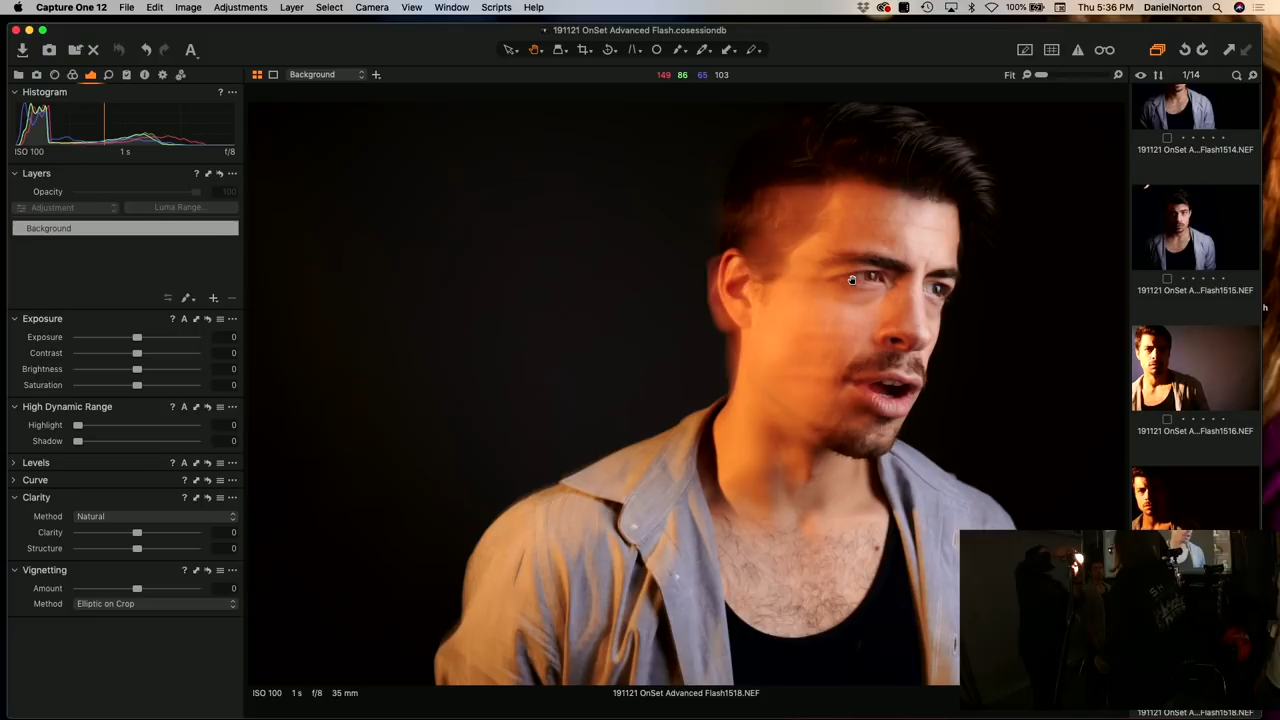 Capture One 12 File Edit Image Adjustments Layer Select Camera View Window Scripts Help 100% Thu 5:36 PM DanielNorton
191121 OnSet Advanced Flash.cosessiondb
Background 149 86 65 103 Fit 1/14
Histogram ?
ISO 100 1 s f/8
Layers ?
Opacity 100
Adjustment Luma Range...
Background
Exposure ? A
Exposure 0
Contrast 0
Brightness 0
Saturation 0
High Dynamic Range ? A
Highlight 0
Shadow 0
Levels ? A
Curve ?
Clarity ?
Method Natural
Clarity 0
Structure 0
Vignetting ?
Amount 0
Method Elliptic on Crop
191121 OnSet A...Flash1514.NEF
191121 OnSet A...Flash1515.NEF
191121 OnSet A...Flash1516.NEF
ISO 100 1 s f/8 35 mm 191121 OnSet Advanced Flash1518.NEF
191121 OnSet A...Flash1518.NEF